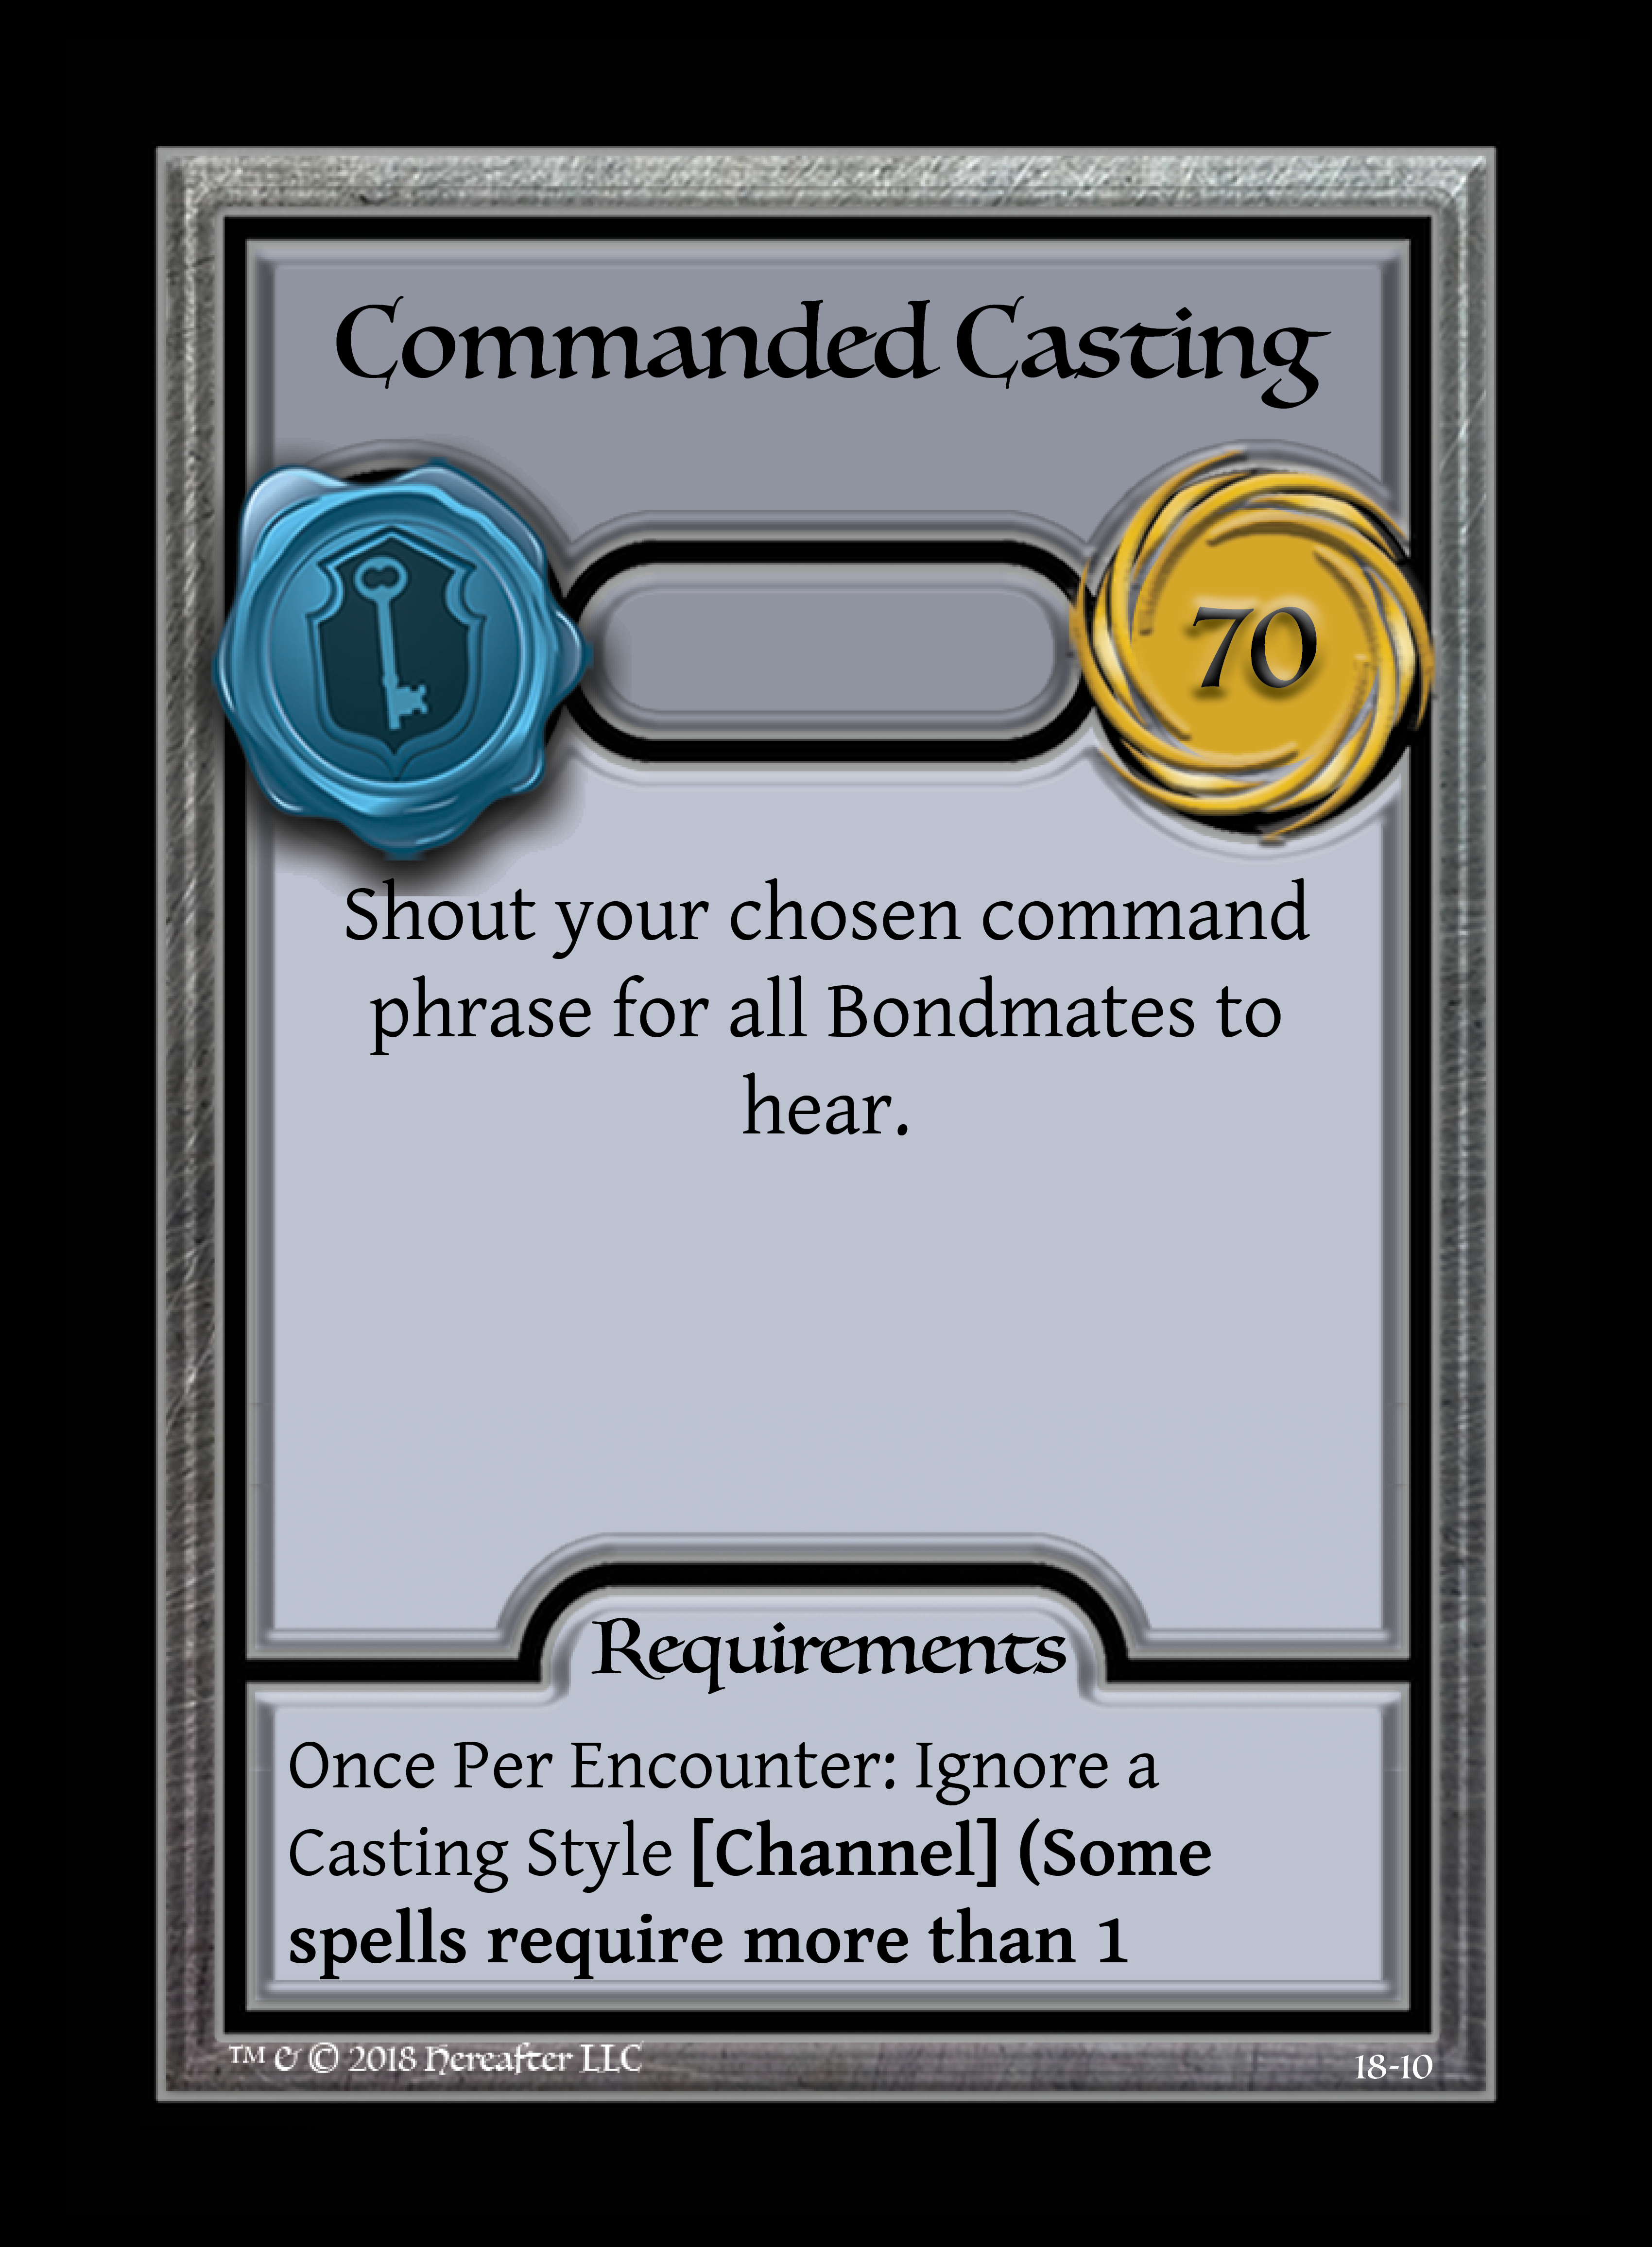 Commanded Casting
70
Shout your chosen command
phrase for all Bondmates to
hear.
Requirements
Once Per Encounter: Ignore a
Casting Style [Channel] (Some
spells require more than 1
™ & © 2018 Hereafter LLC
18-10